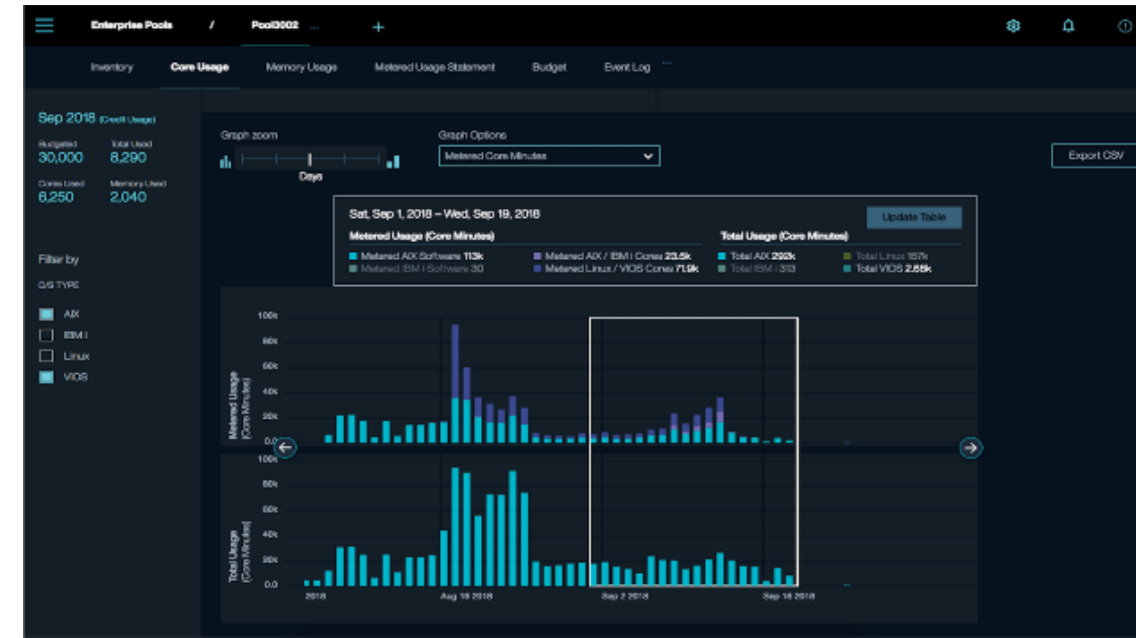 Enterprise Pools / Pool3002 ... +
Inventory Core Usage Memory Usage Metered Usage Statement Budget Event Log ...
Sep 2018 (Credit Usage)
Budgeted Total Used
30,000 8,290
Cores Used Memory Used
6,250 2,040
Filter by
O/S TYPE
AIX
IBM i
Linux
VIOS
Graph zoom
Days
Graph Options
Metered Core Minutes
Export CSV
Sat, Sep 1, 2018 – Wed, Sep 19, 2018
Update Table
Metered Usage (Core Minutes) Total Usage (Core Minutes)
Metered AIX Software 113k Metered AIX / IBM i Cores 23.5k Total AIX 292k Total Linux 157k
Metered IBM i Software 30 Metered Linux / VIOS Cores 71.9k Total IBM i 313 Total VIOS 2.68k
Metered Usage
(Core Minutes)
100k
80k
60k
40k
20k
0.0
Total Usage
(Core Minutes)
100k
80k
60k
40k
20k
0.0
2018 Aug 18 2018 Sep 2 2018 Sep 18 2018